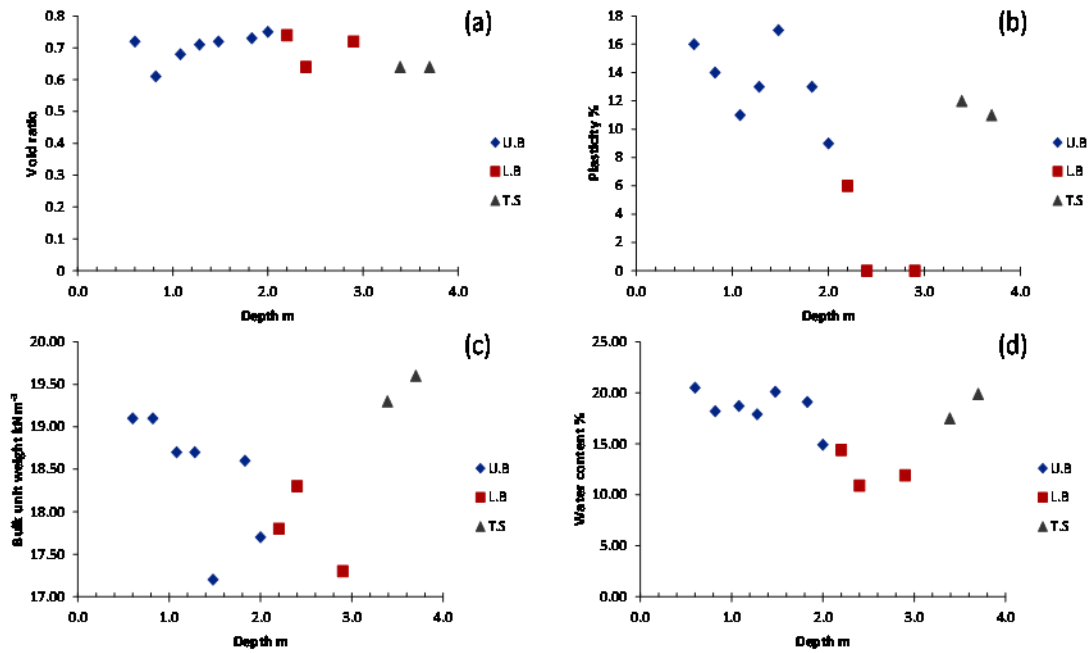 (a)
0.8
0.7
0.6
0.5
0.4
0.3
0.2
0.1
0
Void ratio
0.0 1.0 2.0 3.0 4.0
Depth m
U.B
L.B
T.S
(b)
18
16
14
12
10
8
6
4
2
0
Plasticity %
0.0 1.0 2.0 3.0 4.0
Depth m
U.B
L.B
T.S
(c)
20.00
19.50
19.00
18.50
18.00
17.50
17.00
Bulk unit weight kNm⁻³
0.0 1.0 2.0 3.0 4.0
Depth m
U.B
L.B
T.S
(d)
25.00
20.00
15.00
10.00
5.00
0.00
Water content %
0.0 1.0 2.0 3.0 4.0
Depth m
U.B
L.B
T.S